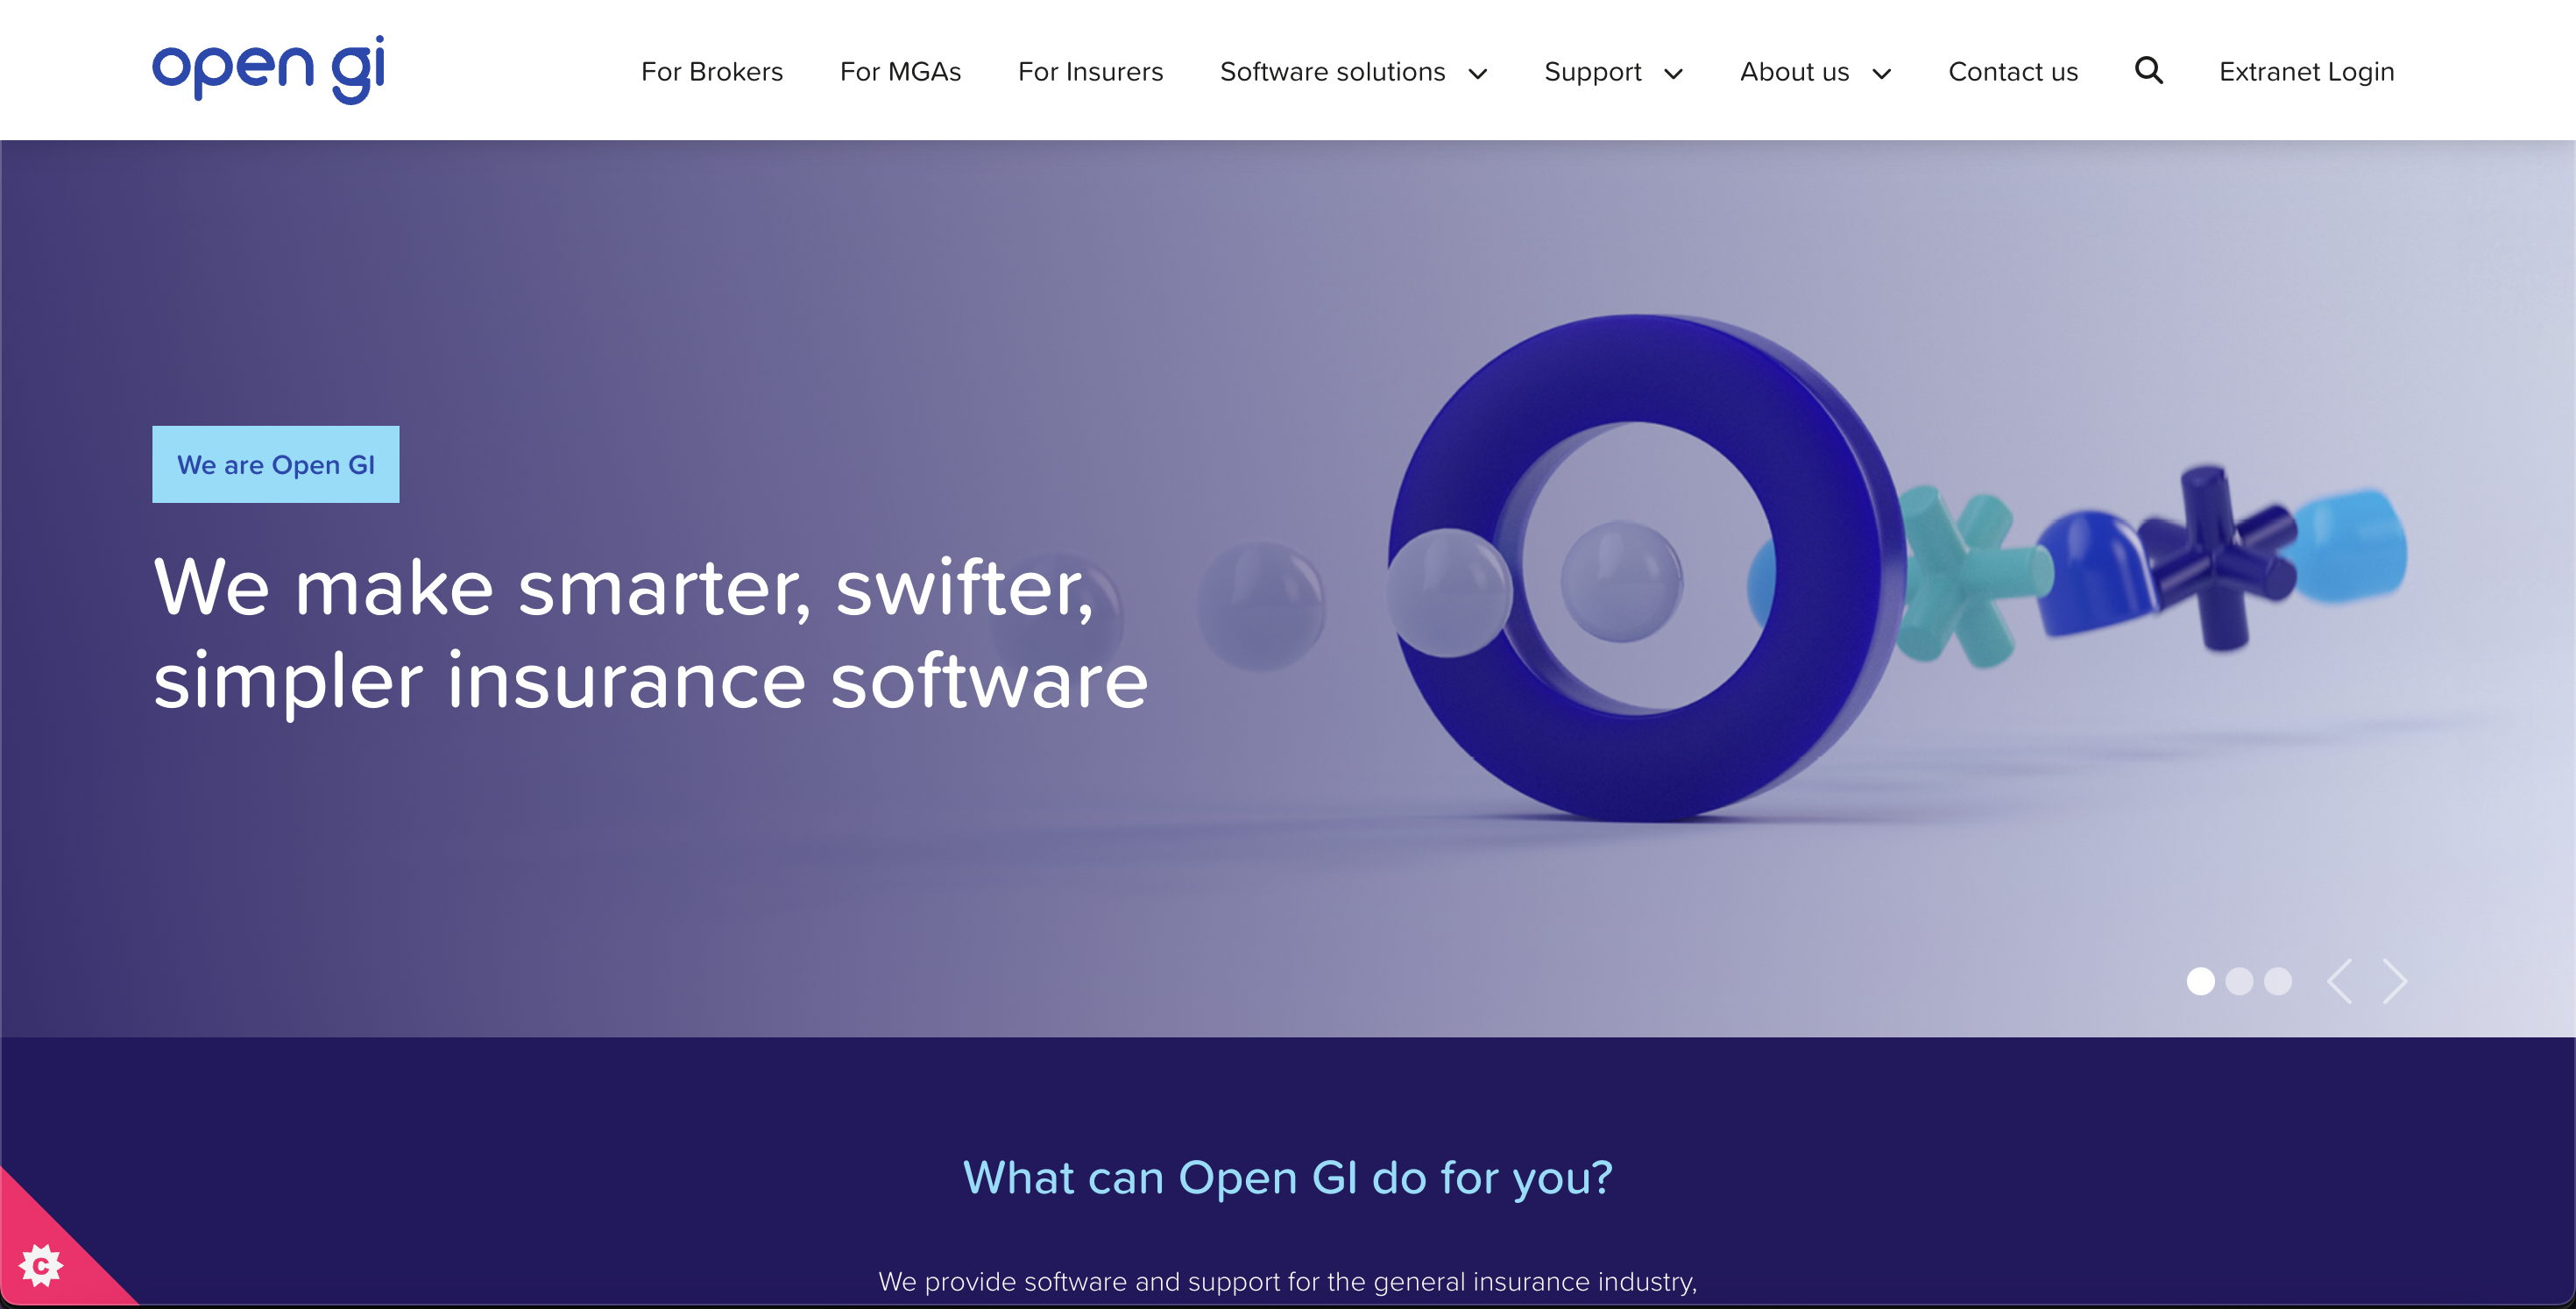 open gi
For Brokers
For MGAs
For Insurers
Software solutions
Support
About us
Contact us
Extranet Login
We are Open GI
We make smarter, swifter,
simpler insurance software
What can Open GI do for you?
We provide software and support for the general insurance industry,
C